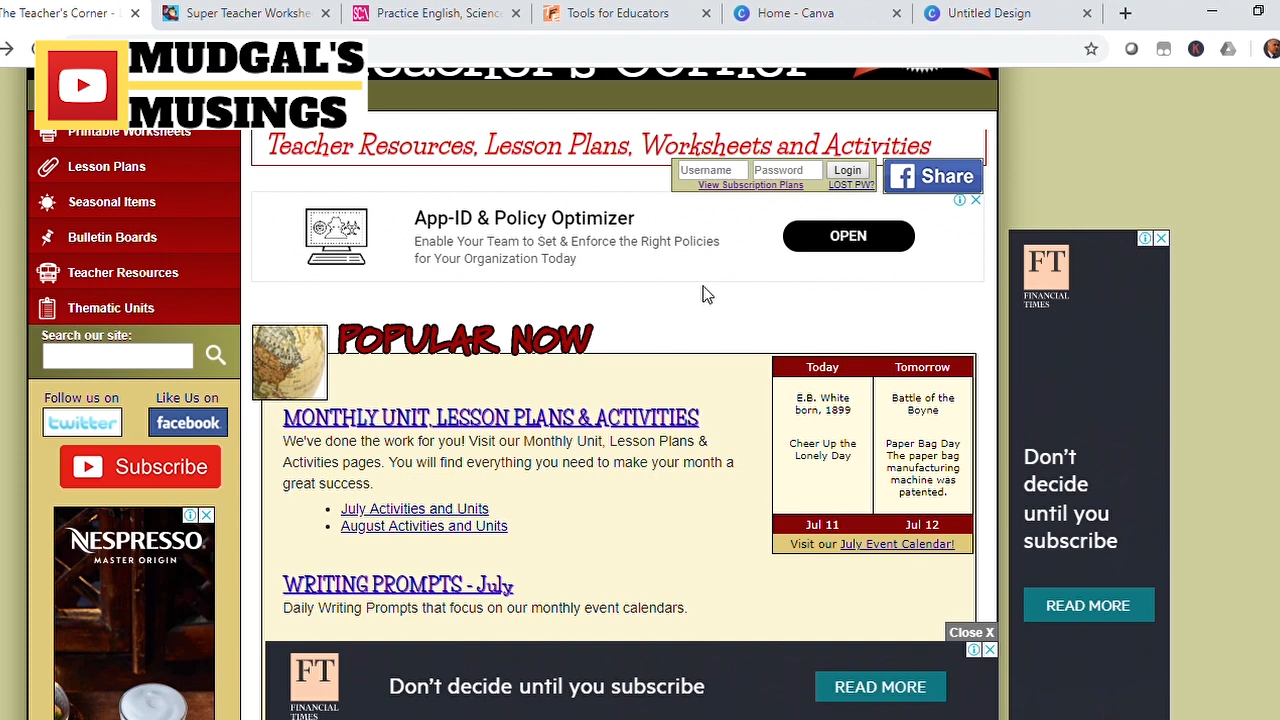 The Teacher's Corner - L
Super Teacher Workshe
Practice English, Science
Tools for Educators
Home - Canva
Untitled Design
MUDGAL'S
MUSINGS
Teacher's Corner
Printable Worksheets
Lesson Plans
Seasonal Items
Bulletin Boards
Teacher Resources
Thematic Units
Search our site:
Follow us on
Like Us on
twitter
facebook
Subscribe
NESPRESSO
MASTER ORIGIN
Teacher Resources, Lesson Plans, Worksheets and Activities
Username
Password
Login
View Subscription Plans
LOST PW?
Share
App-ID & Policy Optimizer
Enable Your Team to Set & Enforce the Right Policies
for Your Organization Today
OPEN
POPULAR NOW
MONTHLY UNIT, LESSON PLANS & ACTIVITIES
We've done the work for you! Visit our Monthly Unit, Lesson Plans &
Activities pages. You will find everything you need to make your month a
great success.
• July Activities and Units
• August Activities and Units
WRITING PROMPTS - July
Daily Writing Prompts that focus on our monthly event calendars.
Today
Tomorrow
E.B. White
born, 1899
Cheer Up the
Lonely Day
Battle of the
Boyne
Paper Bag Day
The paper bag
manufacturing
machine was
patented.
Jul 11
Jul 12
Visit our July Event Calendar!
Close X
FT
FINANCIAL
TIMES
Don't decide until you subscribe
READ MORE
FT
FINANCIAL
TIMES
Don't
decide
until you
subscribe
READ MORE